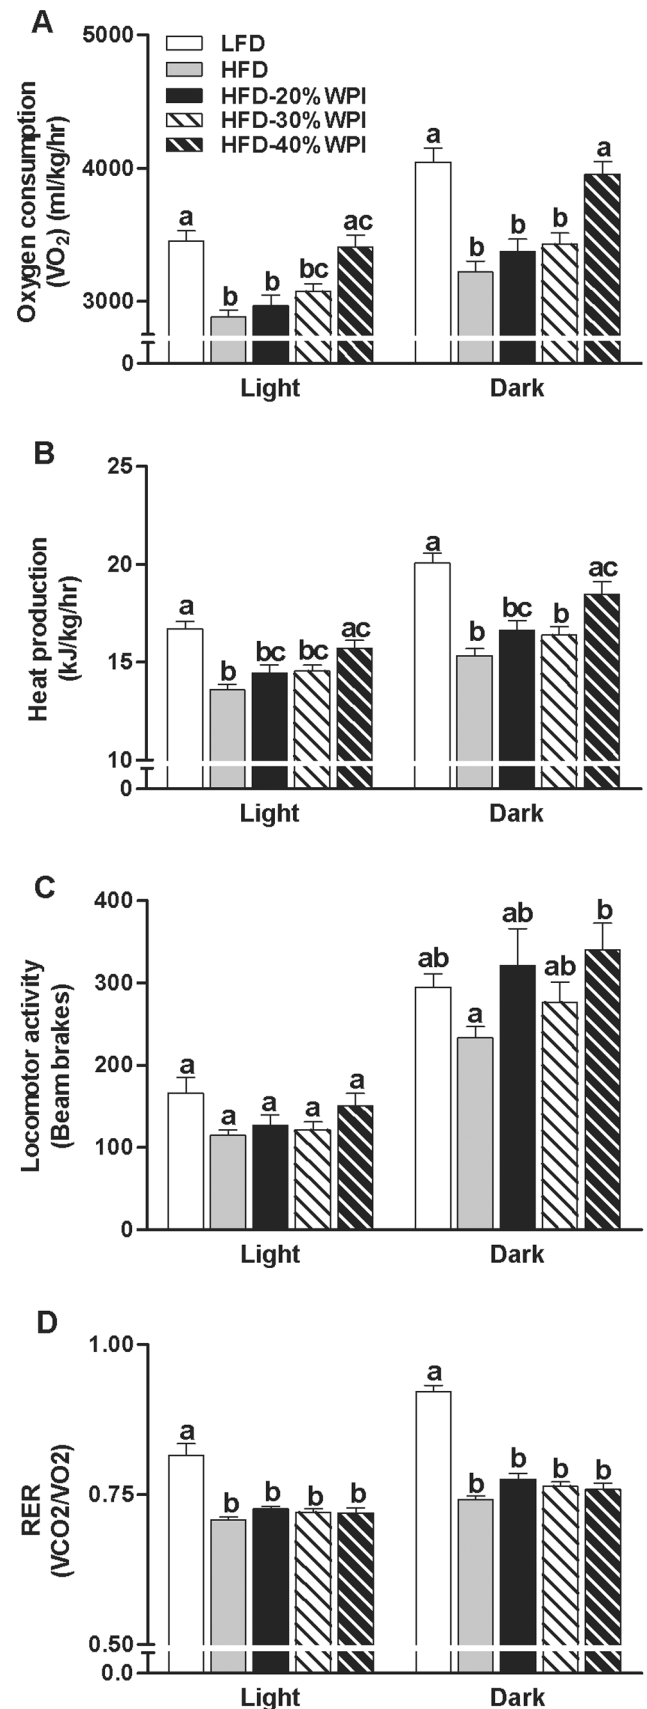 A
Oxygen consumption
(VO2) (ml/kg/hr)
5000
4000
3000
0
LFD
HFD
HFD-20% WPI
HFD-30% WPI
HFD-40% WPI
a
b
b
bc
ac
a
b
b
b
a
Light
Dark
B
Heat production
(kJ/kg/hr)
25
20
15
10
0
a
b
bc
bc
ac
a
b
bc
b
ac
Light
Dark
C
Locomotor activity
(Beam brakes)
400
300
200
100
0
a
a
a
a
a
ab
a
ab
ab
b
Light
Dark
D
RER
(VCO2/VO2)
1.00
0.75
0.50
0.0
a
b
b
b
b
a
b
b
b
b
Light
Dark